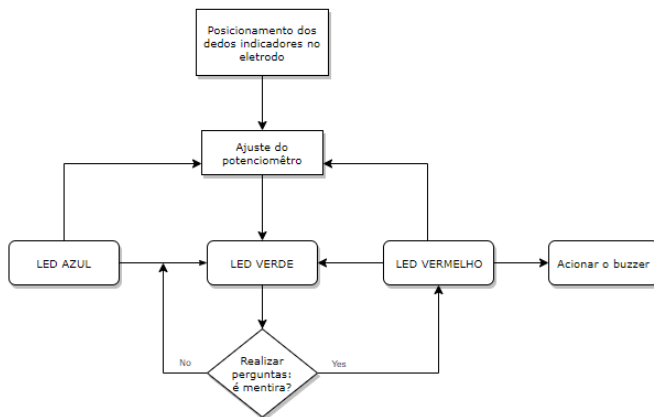 Posicionamento dos
dedos indicadores no
eletrodo
Ajuste do
potenciomêtro
LED AZUL
LED VERDE
LED VERMELHO
Acionar o buzzer
Realizar
perguntas:
é mentira?
No
Yes